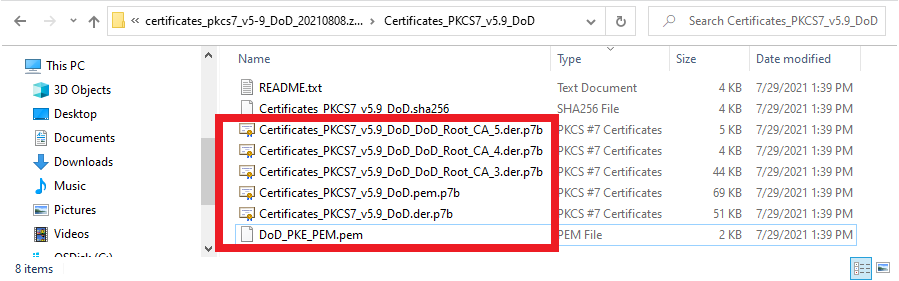 « certificates_pkcs7_v5-9_DoD_20210808.z... > Certificates_PKCS7_v5.9_DoD
Search Certificates_PKCS7_v5.9_DoD
This PC
3D Objects
Desktop
Documents
Downloads
Music
Pictures
Videos
Name Type Size Date modified
README.txt Text Document 4 KB 7/29/2021 1:39 PM
Certificates_PKCS7_v5.9_DoD.sha256 SHA256 File 4 KB 7/29/2021 1:39 PM
Certificates_PKCS7_v5.9_DoD_DoD_Root_CA_5.der.p7b PKCS #7 Certificates 5 KB 7/29/2021 1:39 PM
Certificates_PKCS7_v5.9_DoD_DoD_Root_CA_4.der.p7b PKCS #7 Certificates 4 KB 7/29/2021 1:39 PM
Certificates_PKCS7_v5.9_DoD_DoD_Root_CA_3.der.p7b PKCS #7 Certificates 44 KB 7/29/2021 1:39 PM
Certificates_PKCS7_v5.9_DoD.pem.p7b PKCS #7 Certificates 69 KB 7/29/2021 1:39 PM
Certificates_PKCS7_v5.9_DoD.der.p7b PKCS #7 Certificates 51 KB 7/29/2021 1:39 PM
DoD_PKE_PEM.pem PEM File 2 KB 7/29/2021 1:39 PM
8 items